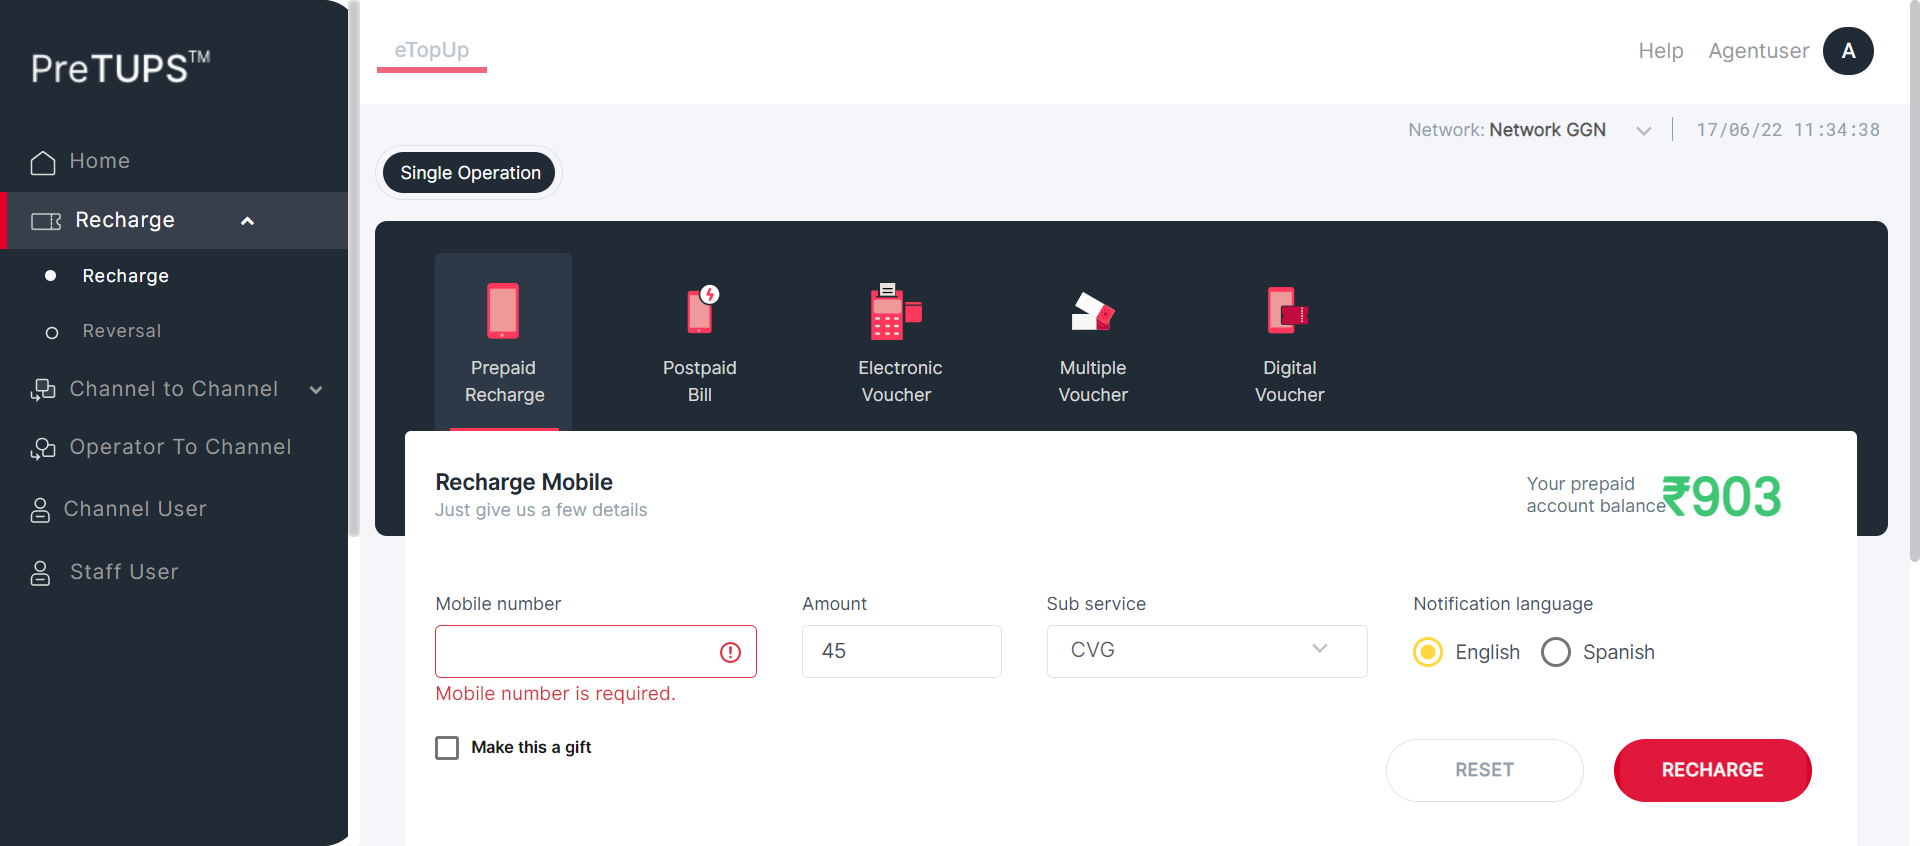 PreTUPS™
eTopUp
Help Agentuser A
Network: Network GGN 17/06/22 11:34:38
Home
Recharge
Recharge
Reversal
Channel to Channel
Operator To Channel
Channel User
Staff User
Single Operation
Prepaid
Recharge
Postpaid
Bill
Electronic
Voucher
Multiple
Voucher
Digital
Voucher
Recharge Mobile
Just give us a few details
Your prepaid
account balance ₹903
Mobile number
Mobile number is required.
Amount
45
Sub service
CVG
Notification language
English Spanish
Make this a gift
RESET RECHARGE